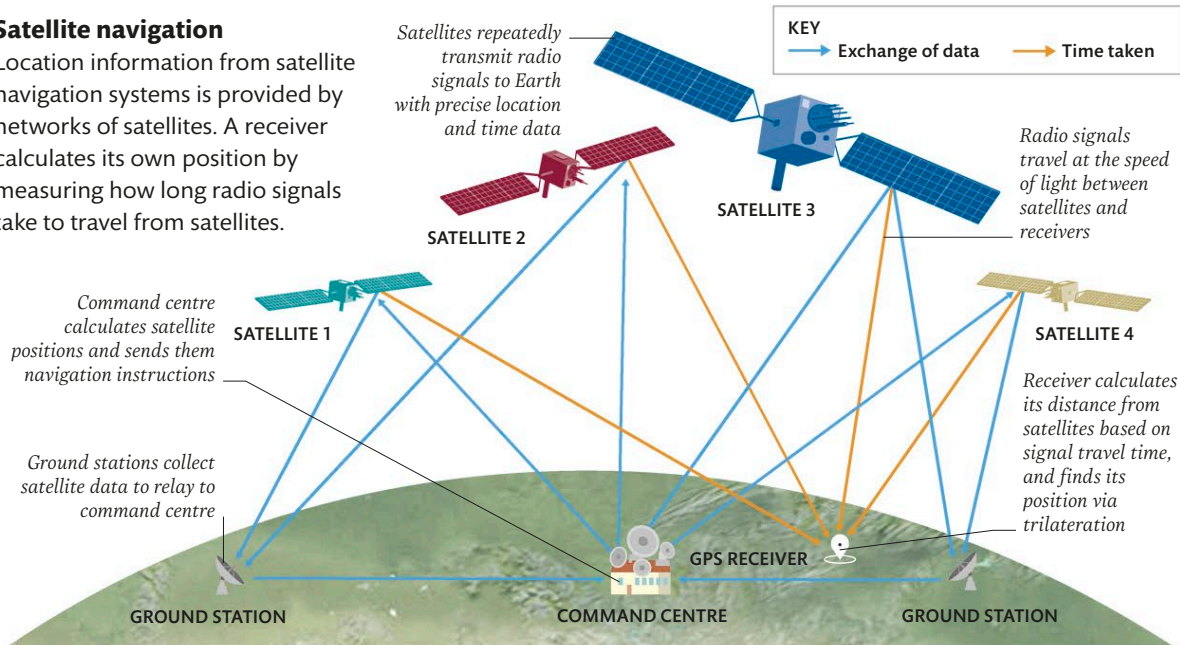 Satellite navigation
Location information from satellite
navigation systems is provided by
networks of satellites. A receiver
calculates its own position by
measuring how long radio signals
take to travel from satellites.
Satellites repeatedly
transmit radio
signals to Earth
with precise location
and time data
KEY
Exchange of data
Time taken
Radio signals
travel at the speed
of light between
satellites and
receivers
SATELLITE 3
SATELLITE 2
SATELLITE 1
SATELLITE 4
Command centre
calculates satellite
positions and sends them
navigation instructions
Receiver calculates
its distance from
satellites based on
signal travel time,
and finds its
position via
trilateration
Ground stations collect
satellite data to relay to
command centre
GPS RECEIVER
GROUND STATION
COMMAND CENTRE
GROUND STATION